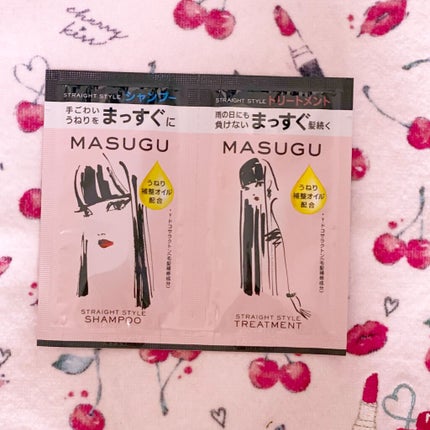 cherry
kiss
STRAIGHT STYLE シャンプー
手ごわい
うねりを まっすぐに
MASUGU
うねり
補整オイル
配合
STRAIGHT STYLE
SHAMPOO
STRAIGHT STYLE トリートメント
雨の日にも
負けない まっすぐ 髪続く
MASUGU
うねり
補整オイル
配合
STRAIGHT STYLE
TREATMENT